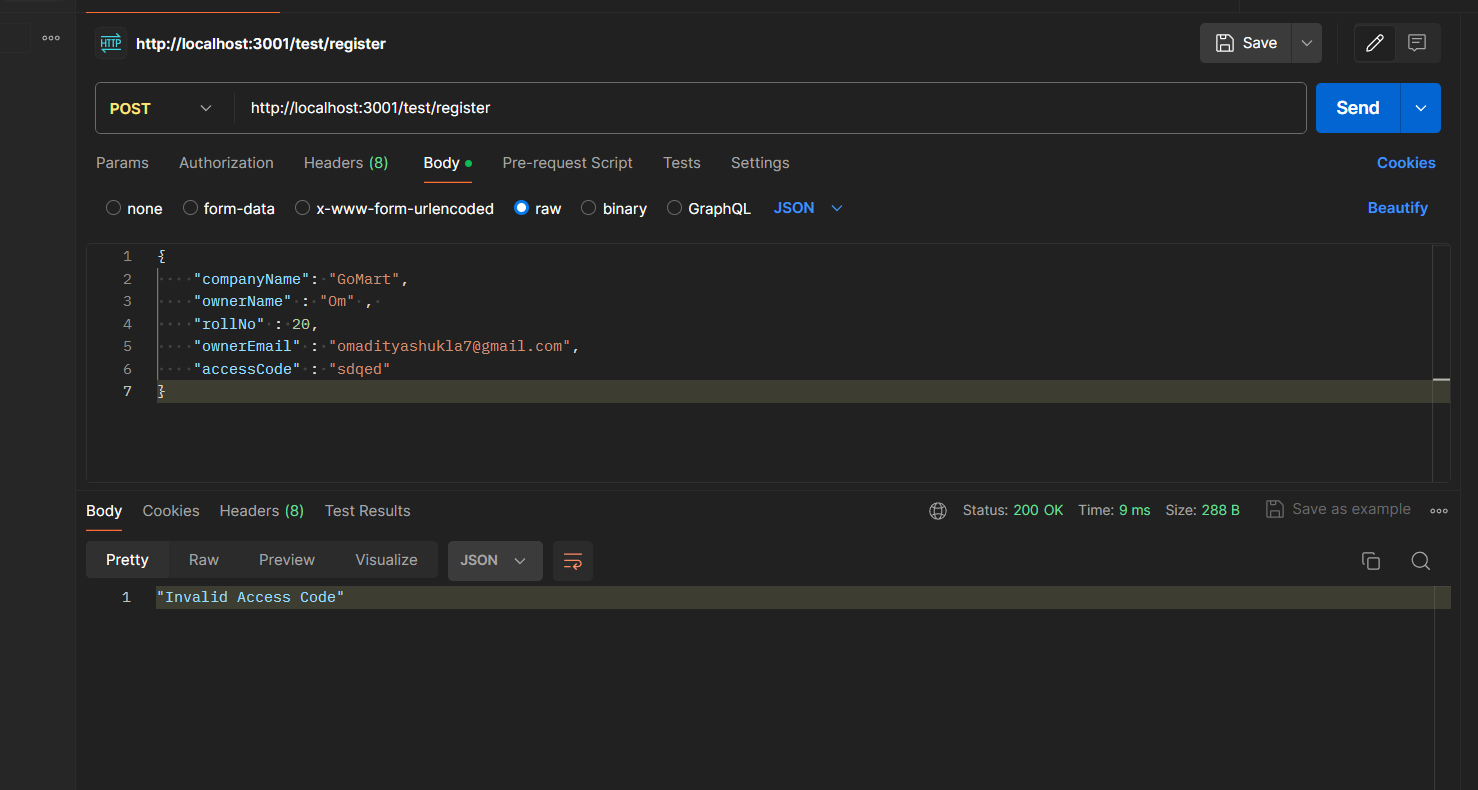 http://localhost:3001/test/register
Save
POST
http://localhost:3001/test/register
Send
Params Authorization Headers (8) Body Pre-request Script Tests Settings Cookies
none form-data x-www-form-urlencoded raw binary GraphQL JSON Beautify
1 {
2 "companyName": "GoMart",
3 "ownerName" : "Om" ,
4 "rollNo" : 20,
5 "ownerEmail" : "omadityashukla7@gmail.com",
6 "accessCode" : "sdqed"
7 }
Body Cookies Headers (8) Test Results Status: 200 OK Time: 9 ms Size: 288 B Save as example
Pretty Raw Preview Visualize JSON
1 "Invalid Access Code"